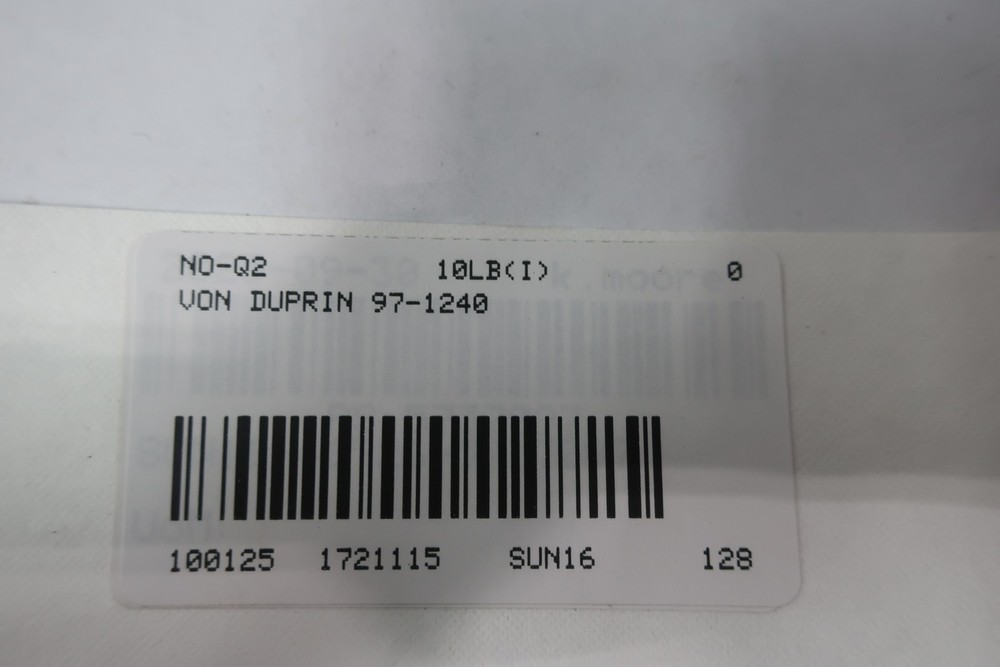 NO-Q2 10LB(I) 0
VON DUPRIN 97-1240
100125 1721115 SUN16 128